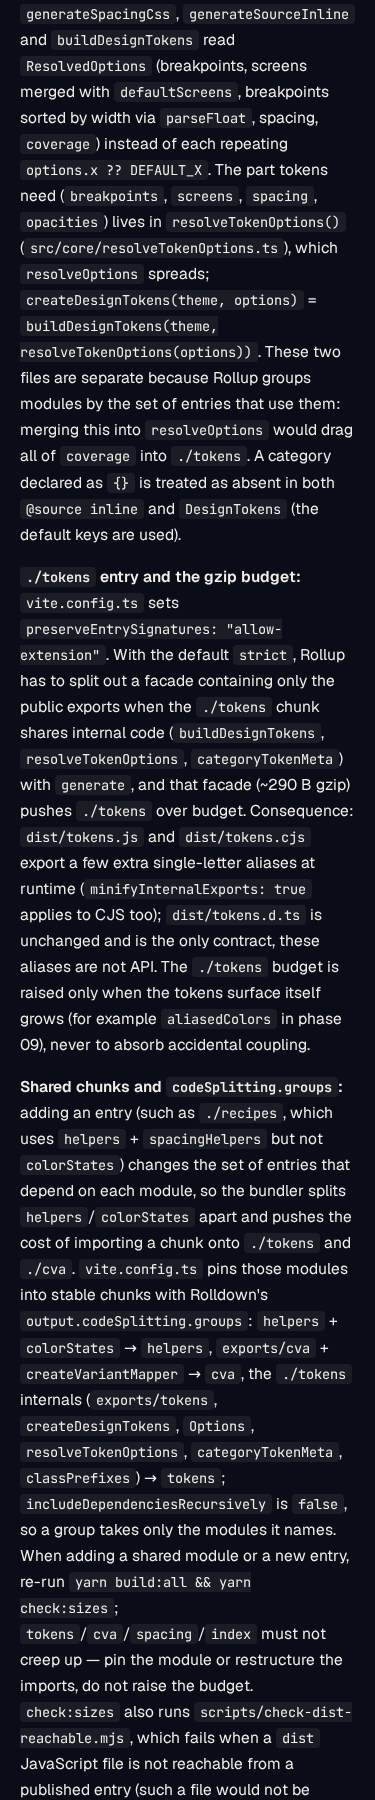 generateSpacingCss, generateSourceInline
and buildDesignTokens read
ResolvedOptions (breakpoints, screens
merged with defaultScreens, breakpoints
sorted by width via parseFloat, spacing,
coverage) instead of each repeating
options.x ?? DEFAULT_X. The part tokens
need (breakpoints, screens, spacing,
opacities) lives in resolveTokenOptions()
(src/core/resolveTokenOptions.ts), which
resolveOptions spreads;
createDesignTokens(theme, options) =
buildDesignTokens(theme,
resolveTokenOptions(options)). These two
files are separate because Rollup groups
modules by the set of entries that use them:
merging this into resolveOptions would drag
all of coverage into ./tokens. A category
declared as {} is treated as absent in both
@source inline and DesignTokens (the
default keys are used).
./tokens entry and the gzip budget:
vite.config.ts sets
preserveEntrySignatures: "allow-
extension". With the default strict, Rollup
has to split out a facade containing only the
public exports when the ./tokens chunk
shares internal code (buildDesignTokens,
resolveTokenOptions, categoryTokenMeta)
with generate, and that facade (~290 B gzip)
pushes ./tokens over budget. Consequence:
dist/tokens.js and dist/tokens.cjs
export a few extra single-letter aliases at
runtime (minifyInternalExports: true
applies to CJS too); dist/tokens.d.ts is
unchanged and is the only contract, these
aliases are not API. The ./tokens budget is
raised only when the tokens surface itself
grows (for example aliasedColors in phase
09), never to absorb accidental coupling.
Shared chunks and codeSplitting.groups:
adding an entry (such as ./recipes, which
uses helpers + spacingHelpers but not
colorStates) changes the set of entries that
depend on each module, so the bundler splits
helpers/colorStates apart and pushes the
cost of importing a chunk onto ./tokens and
./cva. vite.config.ts pins those modules
into stable chunks with Rolldown's
output.codeSplitting.groups: helpers +
colorStates → helpers, exports/cva +
createVariantMapper → cva, the ./tokens
internals (exports/tokens,
createDesignTokens, Options,
resolveTokenOptions, categoryTokenMeta,
classPrefixes) → tokens;
includeDependenciesRecursively is false,
so a group takes only the modules it names.
When adding a shared module or a new entry,
re-run yarn build:all && yarn
check:sizes;
tokens/cva/spacing/index must not
creep up — pin the module or restructure the
imports, do not raise the budget.
check:sizes also runs scripts/check-dist-
reachable.mjs, which fails when a dist
JavaScript file is not reachable from a
published entry (such a file would not be